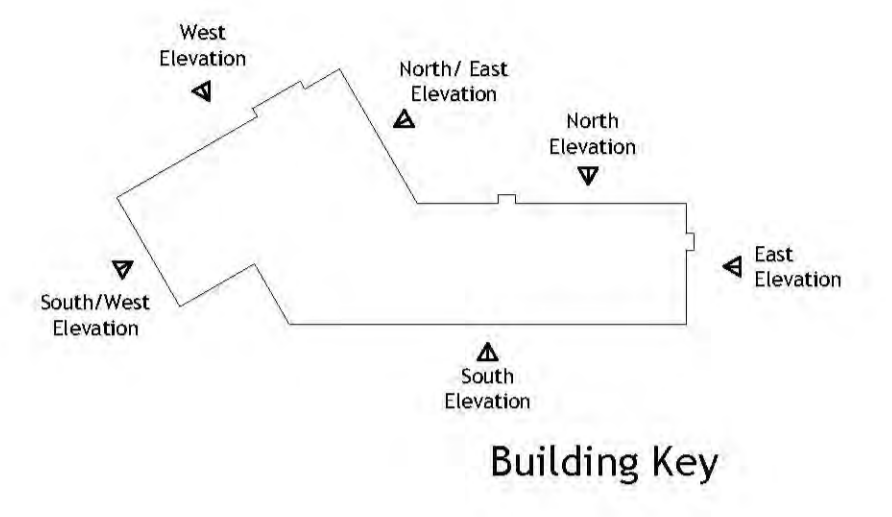 West
Elevation
North/ East
Elevation
North
Elevation
East
Elevation
South/West
Elevation
South
Elevation
Building Key